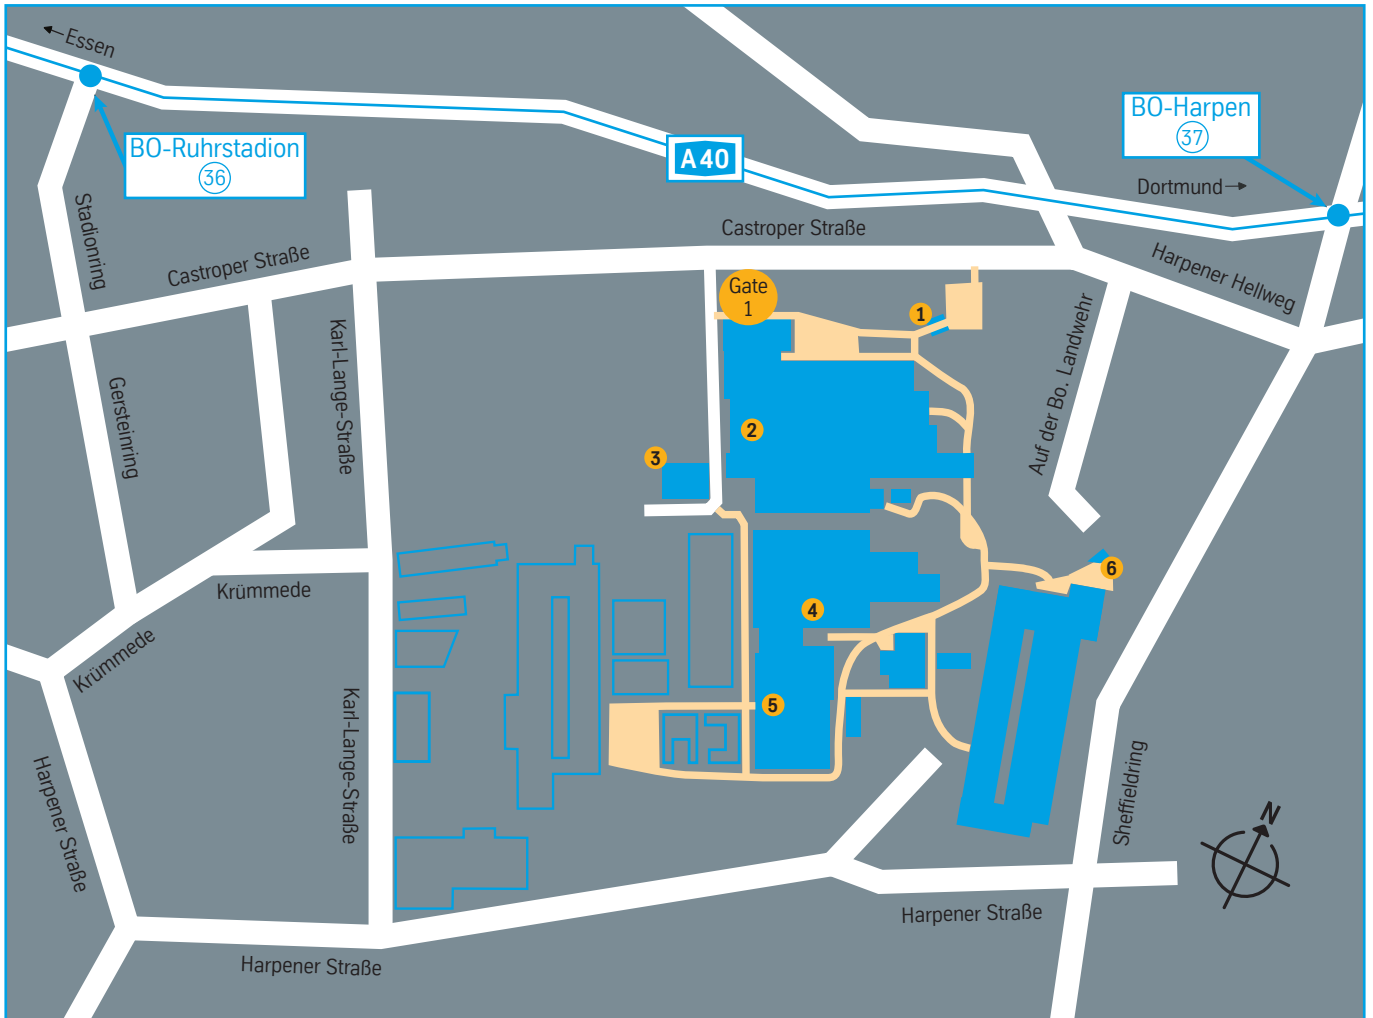 ←Essen
BO-Ruhrstadion
36
A 40
BO-Harpen
37
Dortmund→
Stadionring
Castroper Straße
Castroper Straße
Harpener Hellweg
Gate
1
1
Karl-Lange-Straße
Gersteinring
Auf der Bo. Landwehr
2
3
6
Krümmede
4
Krümmede
5
Karl-Lange-Straße
Harpener Straße
Sheffieldring
N
Harpener Straße
Harpener Straße